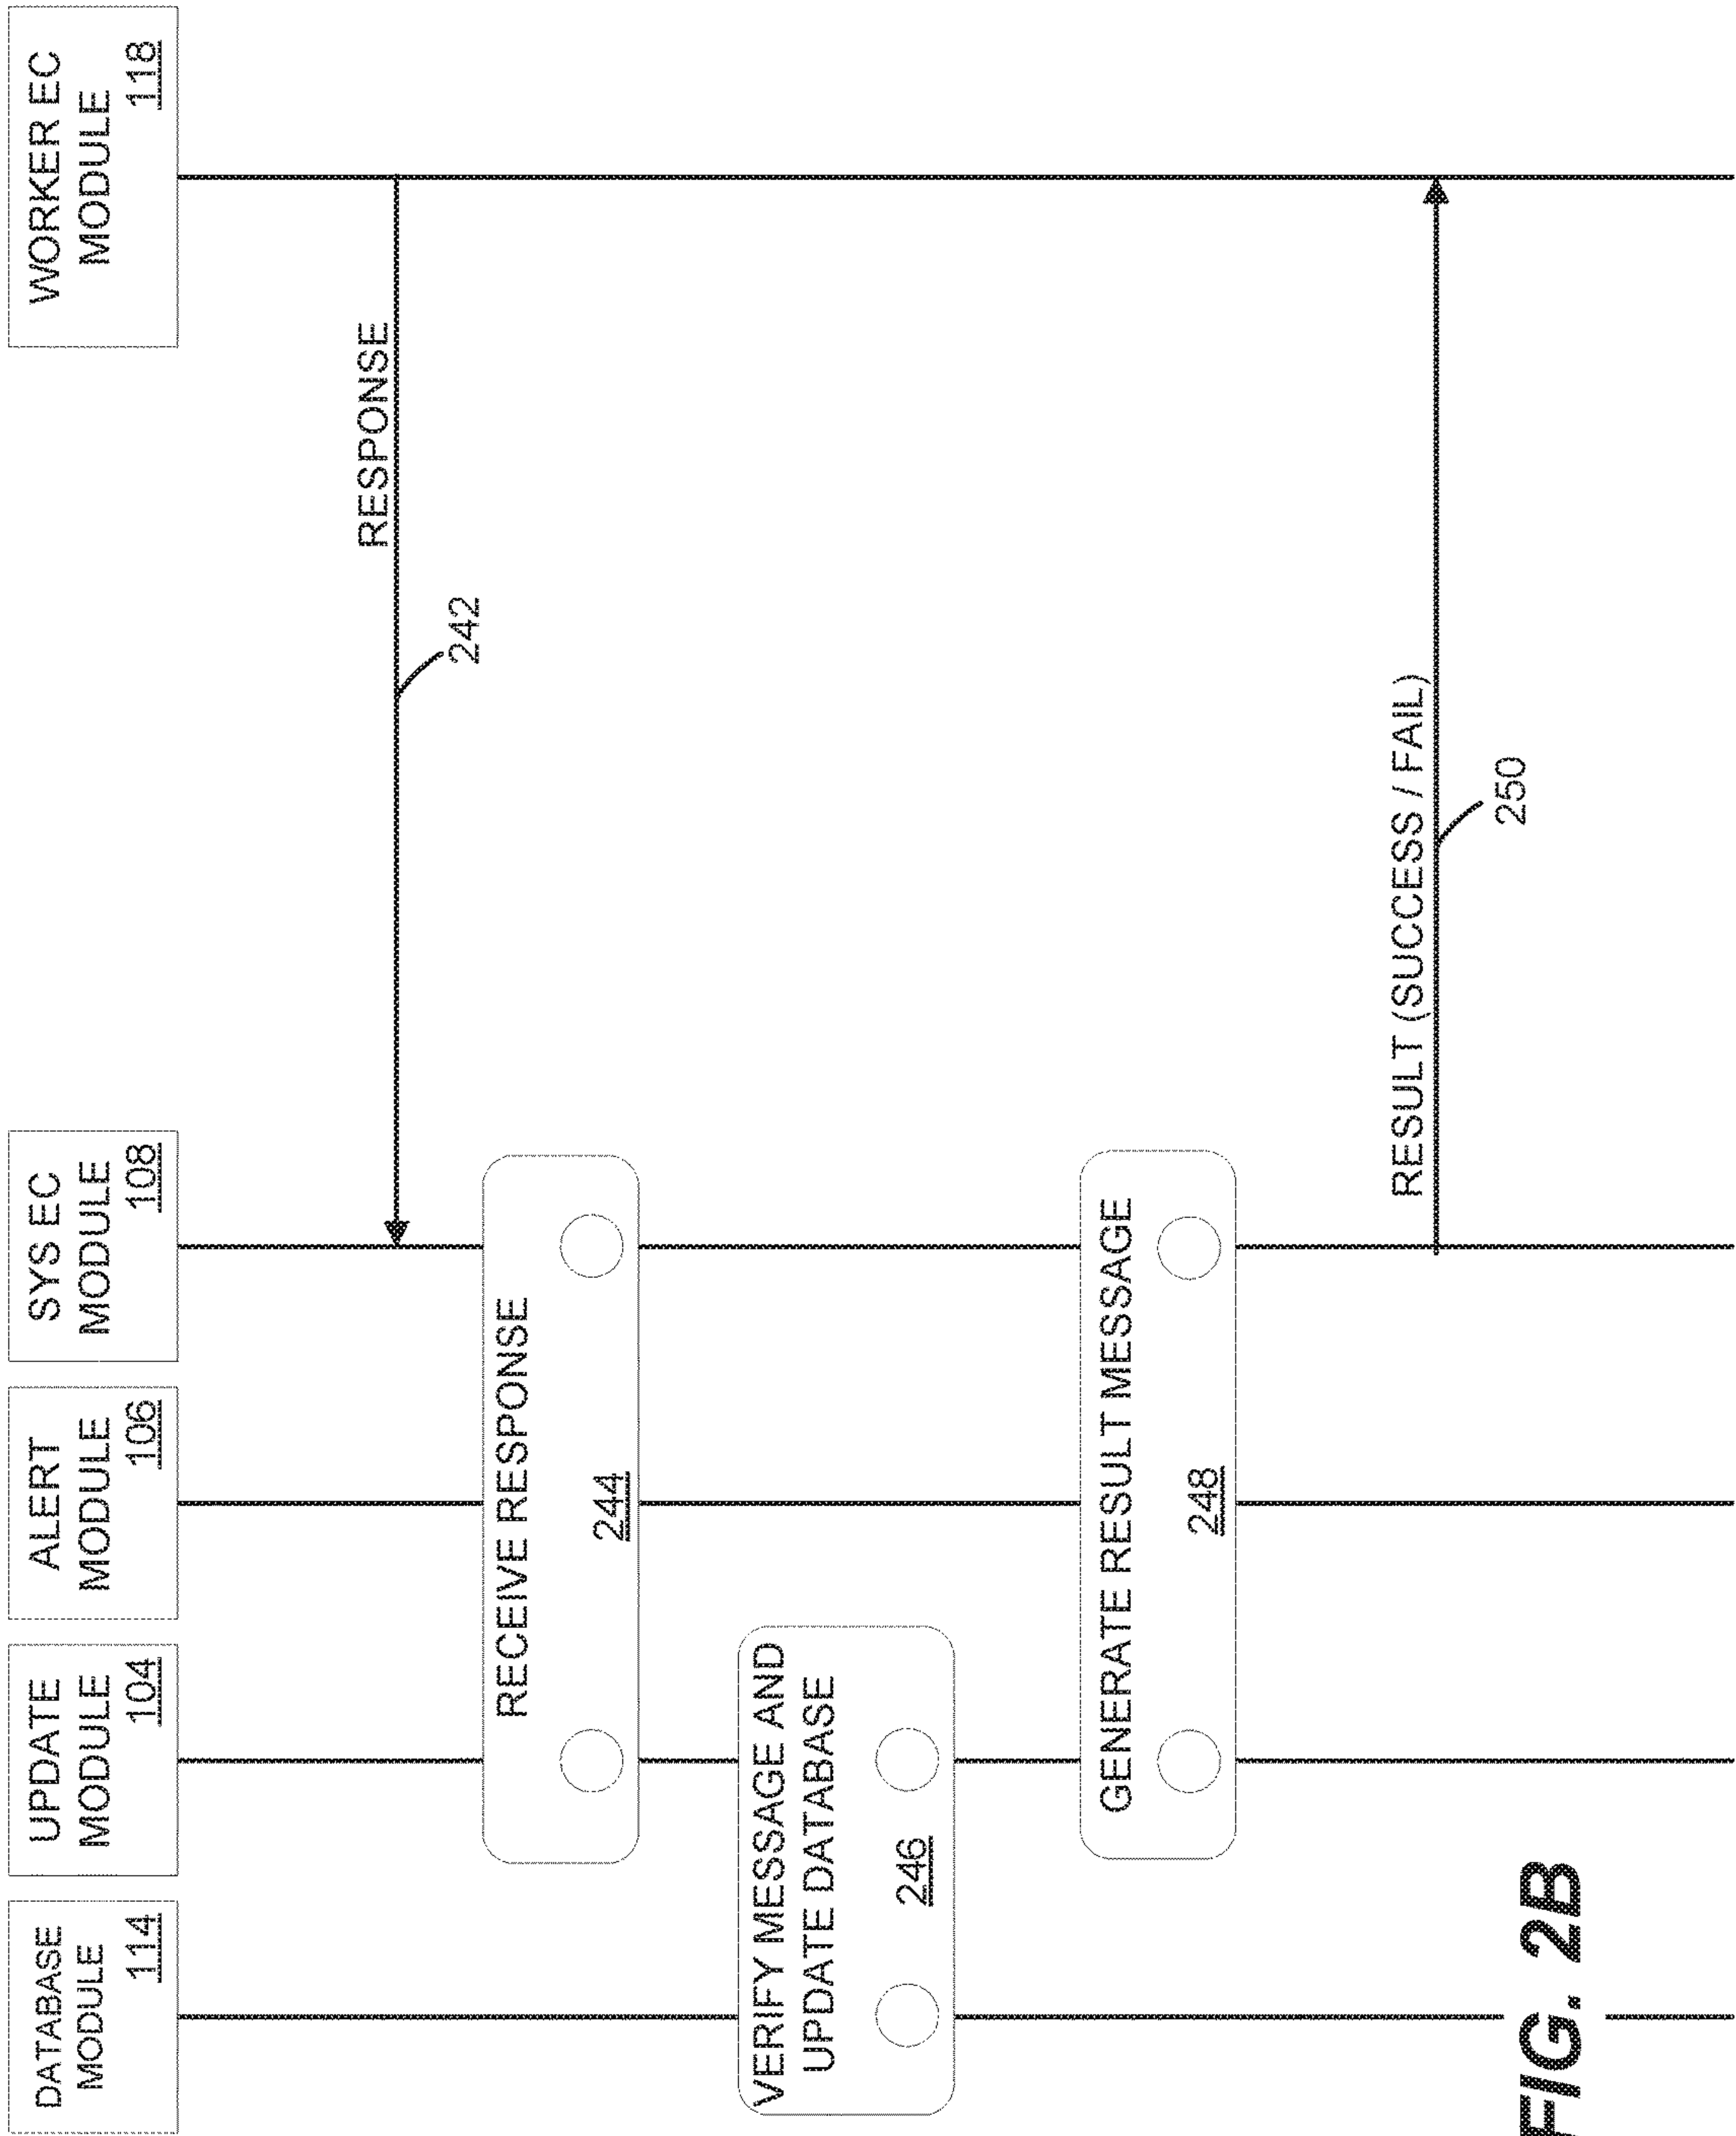 DATABASE
MODULE
114
UPDATE
MODULE
104
ALERT
MODULE
106
SYS EC
MODULE
108
WORKER EC
MODULE
118
RESPONSE
242
RECEIVE RESPONSE
244
VERIFY MESSAGE AND
UPDATE DATABASE
246
GENERATE RESULT MESSAGE
248
RESULT (SUCCESS / FAIL)
250
FIG. 2B